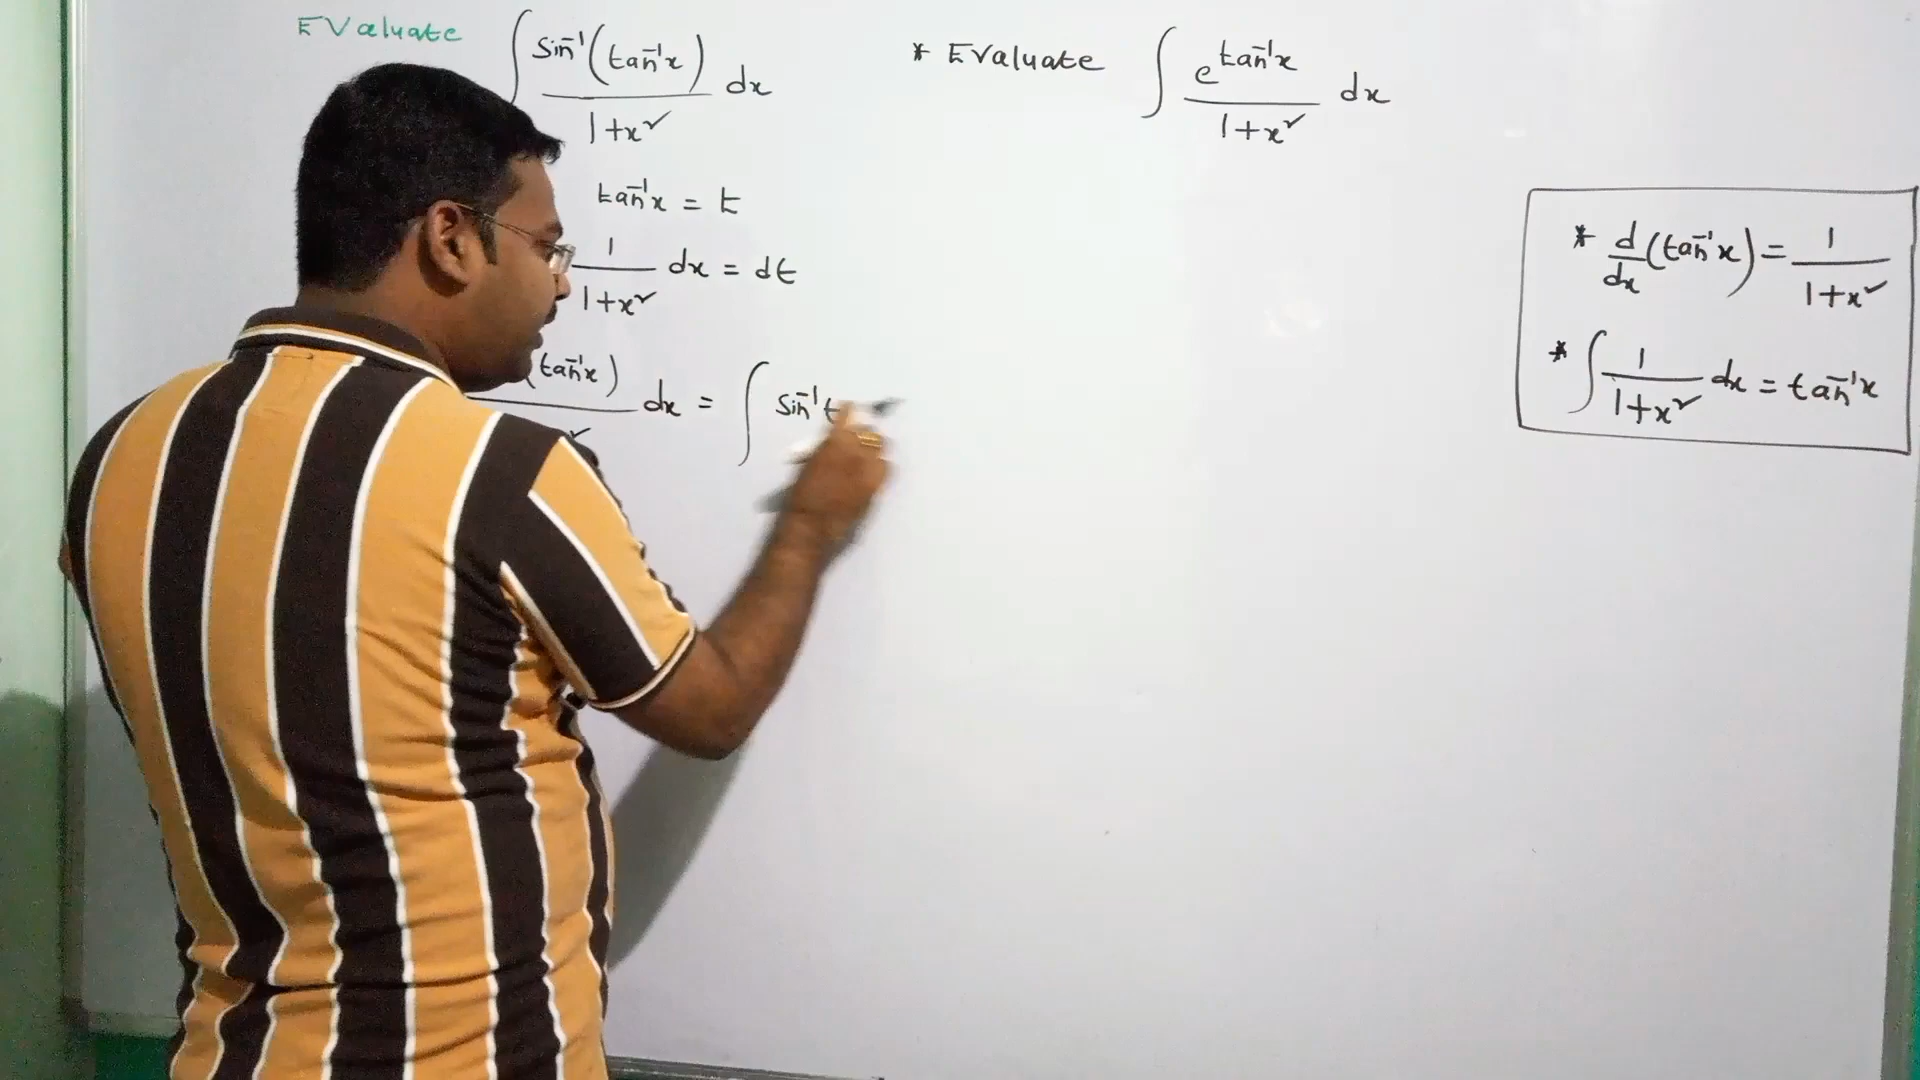 Evaluate ∫ sin⁻¹(tan⁻¹x) / 1+x² dx
tan⁻¹x = t
1 / 1+x² dx = dt
(tan⁻¹x) dx = ∫ sin⁻¹t
* Evaluate ∫ e^tan⁻¹x / 1+x² dx
* d/dx (tan⁻¹x) = 1 / 1+x²
* ∫ 1 / 1+x² dx = tan⁻¹x